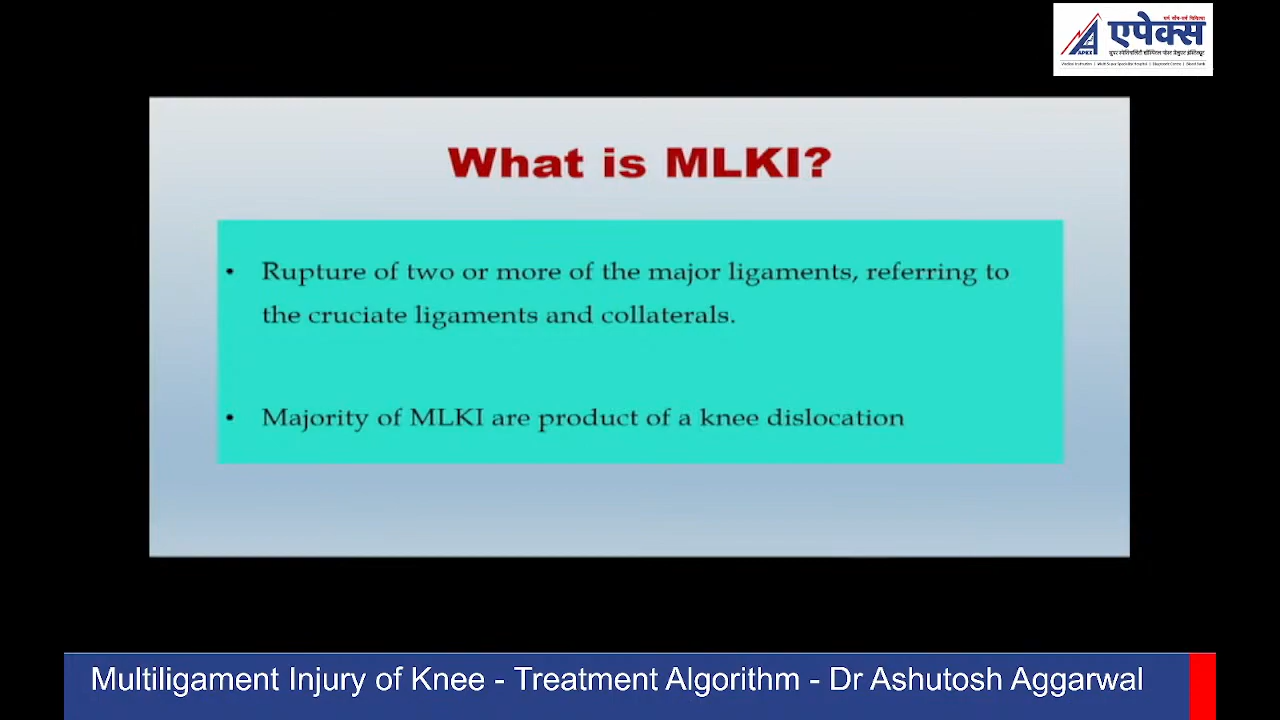 एपेक्स
APEX
What is MLKI?
• Rupture of two or more of the major ligaments, referring to
the cruciate ligaments and collaterals.
• Majority of MLKI are product of a knee dislocation
Multiligament Injury of Knee - Treatment Algorithm - Dr Ashutosh Aggarwal